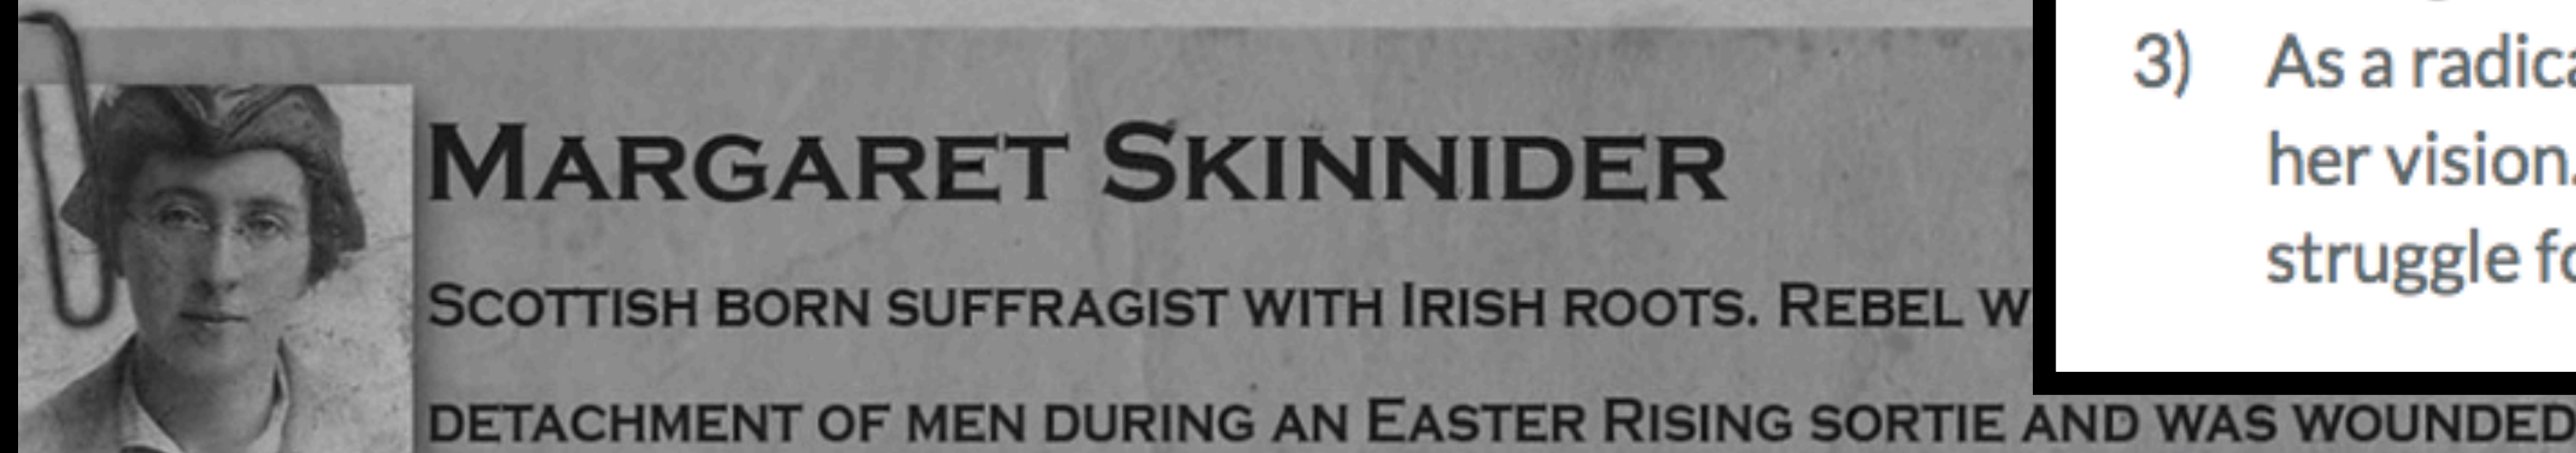 MARGARET SKINNIDER
SCOTTISH BORN SUFFRAGIST WITH IRISH ROOTS. REBEL
DETACHMENT OF MEN DURING AN EASTER RISING SORTIE AND WAS WOUNDED
3) As a
her vision.
struggle